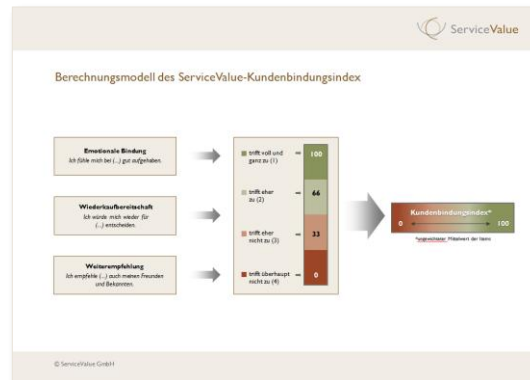 ServiceValue
Berechnungsmodell des ServiceValue-Kundenbindungsindex
Emotionale Bindung
Ich fühle mich bei (...) gut aufgehoben.
Wiederkaufbereitschaft
Ich würde mich wieder für
(...) entscheiden.
Weiterempfehlung
Ich empfehle (...) auch meinen Freunden
und Bekannten.
trifft voll und
ganz zu (1)
=
100
trifft eher
zu (2)
=
66
trifft eher
nicht zu (3)
=
33
trifft überhaupt
nicht zu (4)
=
0
Kundenbindungsindex*
0
100
*ungewichteter Mittelwert der Items
© ServiceValue GmbH